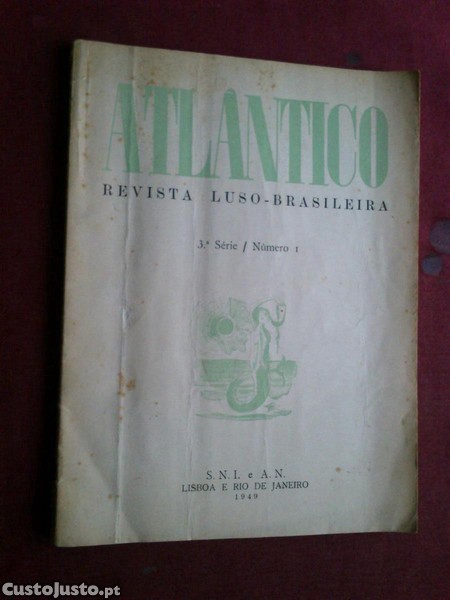 ATLÂNTICO
REVISTA LUSO-BRASILEIRA
3.ª Série / Número 1
S. N. I. e A. N.
LISBOA E RIO DE JANEIRO
1949
CustoJusto.pt